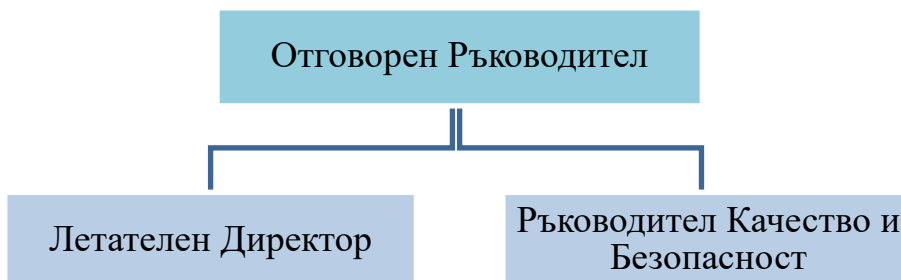 Отговорен Ръководител
Летателен Директор
Ръководител Качество и
Безопасност